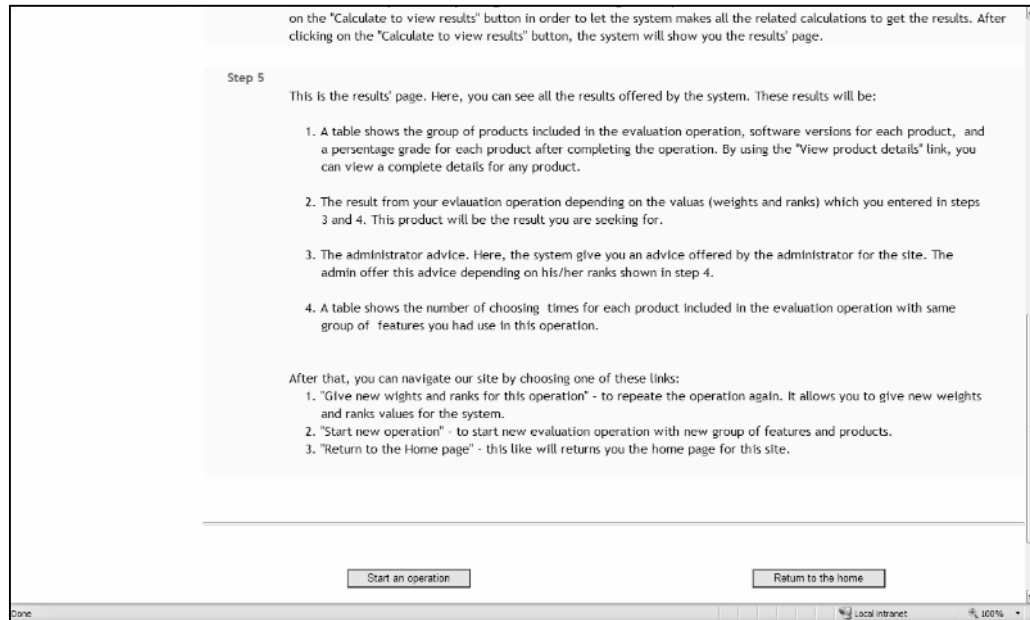 on the "Calculate to view results" button in order to let the system makes all the related calculations to get the results. After
clicking on the "Calculate to view results" button, the system will show you the results' page.
Step 5
This is the results' page. Here, you can see all the results offered by the system. These results will be:
1. A table shows the group of products included in the evaluation operation, software versions for each product, and
a persentage grade for each product after completing the operation. By using the "View product details" link, you
can view a complete details for any product.
2. The result from your evlauation operation depending on the valuas (weights and ranks) which you entered in steps
3 and 4. This product will be the result you are seeking for.
3. The administrator advice. Here, the system give you an advice offered by the administrator for the site. The
admin offer this advice depending on his/her ranks shown in step 4.
4. A table shows the number of choosing times for each product included in the evaluation operation with same
group of features you had use in this operation.
After that, you can navigate our site by choosing one of these links:
1. "Give new wights and ranks for this operation" - to repeate the operation again. It allows you to give new weights
and ranks values for the system.
2. "Start new operation" - to start new evaluation operation with new group of features and products.
3. "Return to the Home page" - this like will returns you the home page for this site.
Start an operation
Return to the home
Done
Local intranet
100%